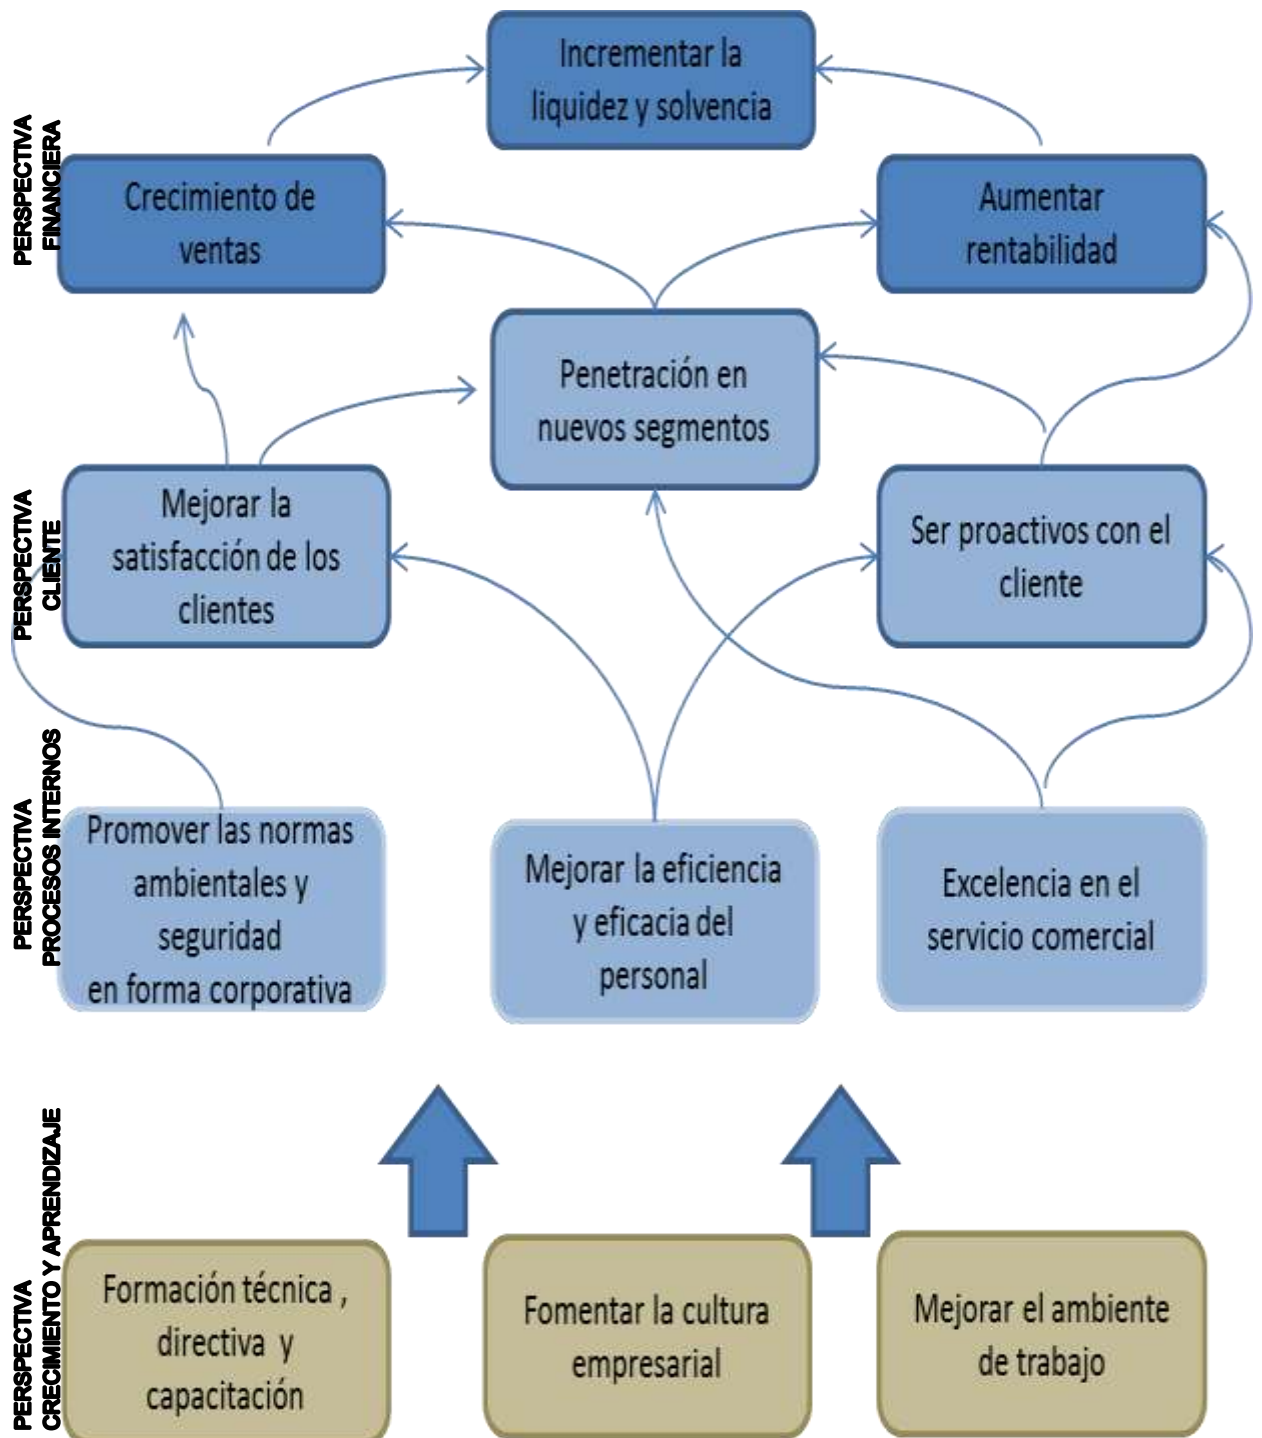 Incrementar la
liquidez y solvencia
PERSPECTIVA
FINANCIERA
Crecimiento de
ventas
Aumentar
rentabilidad
Penetración en
nuevos segmentos
PERSPECTIVA
CLIENTE
Mejorar la
satisfacción de los
clientes
Ser proactivos con el
cliente
PERSPECTIVA
PROCESOS INTERNOS
Promover las normas
ambientales y
seguridad
en forma corporativa
Mejorar la eficiencia
y eficacia del
personal
Excelencia en el
servicio comercial
PERSPECTIVA
CRECIMIENTO Y APRENDIZAJE
Formación técnica ,
directiva y
capacitación
Fomentar la cultura
empresarial
Mejorar el ambiente
de trabajo